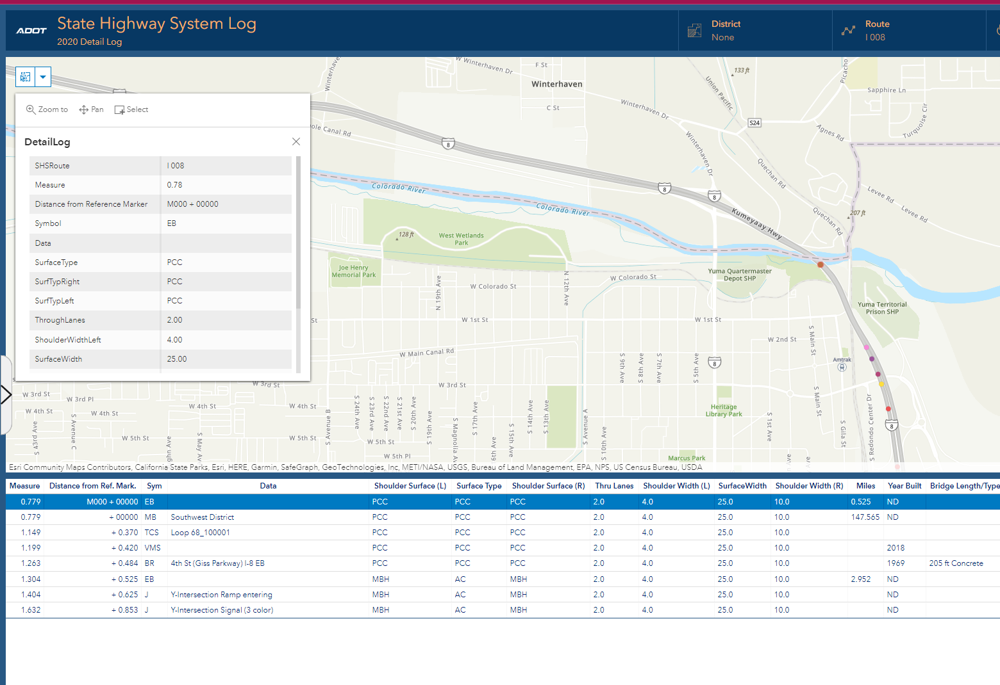 ADOT
State Highway System Log
2020 Detail Log
District
None
Route
I 008
Zoom to
Pan
Select
DetailLog
SHSRoute I 008
Measure 0.78
Distance from Reference Marker M000 + 00000
Symbol EB
Data
SurfaceType PCC
SurfTypRight PCC
SurfTypLeft PCC
ThroughLanes 2.00
ShoulderWidthLeft 4.00
SurfaceWidth 25.00
Winterhaven
W Winterhaven Dr
F St
Winterhaven
C St
Winterhaven Dr
133 ft
Union Pacific
Picacho
Sapphire Ln
Turquoise Cir
S24
Agnes Rd
ole Canal Rd
8
Winterhaven Dr
Quechan Rd
Colorado River
8
8
Colorado River
Kumeyaay Hwy
Quechan Rd
Levee Rd
Levee Rd
207 ft
128 ft
West Wetlands
Park
Joe Henry
Memorial Park
N 19th Ave
W Colorado St
N 12th Ave
W Colorado St
Yuma Quartermaster
Depot SHP
Yuma Territorial
Prison SHP
St
W 1st St
W 1st St
W 2nd St
S Main St
W Main Canal Rd
S 9th Ave
S 8th Ave
S 7th Ave
S 5th Ave
8
Amtrak
W 3rd St
W 3rd St
W 3rd Pl
W 3rd St
W 4th St
W 4th St
W 4th St
W 4th St
S 43rd Ave
S Avenue C
W 5th St
ghn Ave
S May Av
W 5th St
S Avenue B
S 24th Ave
S 23rd Ave
S 22nd Ave
S 21st Ave
S 20th Ave
S 19th Ave
W 5th St
W 5th Pl
S Magnolia Av
S 17th Ave
6th Ave
S 15th Ave
S 14th Ave
S 13th Ave
S Avenue A
S 10th Ave
Heritage
Library Park
Marcus Park
S 1st Ave
S Main St
S Gila St
S Redondo Center Dr
8
ve
Esri Community Maps Contributors, California State Parks, Esri, HERE, Garmin, SafeGraph, GeoTechnologies, Inc, METI/NASA, USGS, Bureau of Land Management, EPA, NPS, US Census Bureau, USDA
Measure Distance from Ref. Mark. Sym Data Shoulder Surface (L) Surface Type Shoulder Surface (R) Thru Lanes Shoulder Width (L) SurfaceWidth Shoulder Width (R) Miles Year Built Bridge Length/Type
0.779 M000 + 00000 EB PCC PCC PCC 2.0 4.0 25.0 10.0 0.525 ND
0.779 + 00000 MB Southwest District PCC PCC PCC 2.0 4.0 25.0 10.0 147.565 ND
1.149 + 0.370 TCS Loop 68_100001 PCC PCC PCC 2.0 4.0 25.0 10.0
1.199 + 0.420 VMS PCC PCC PCC 2.0 4.0 25.0 10.0 2018
1.263 + 0.484 BR 4th St (Giss Parkway) I-8 EB PCC PCC PCC 2.0 4.0 25.0 10.0 1969 205 ft Concrete
1.304 + 0.525 EB MBH AC MBH 2.0 4.0 25.0 10.0 2.952 ND
1.404 + 0.625 J Y-Intersection Ramp entering MBH AC MBH 2.0 4.0 25.0 10.0 ND
1.632 + 0.853 J Y-Intersection Signal (3 color) MBH AC MBH 2.0 4.0 25.0 10.0 ND